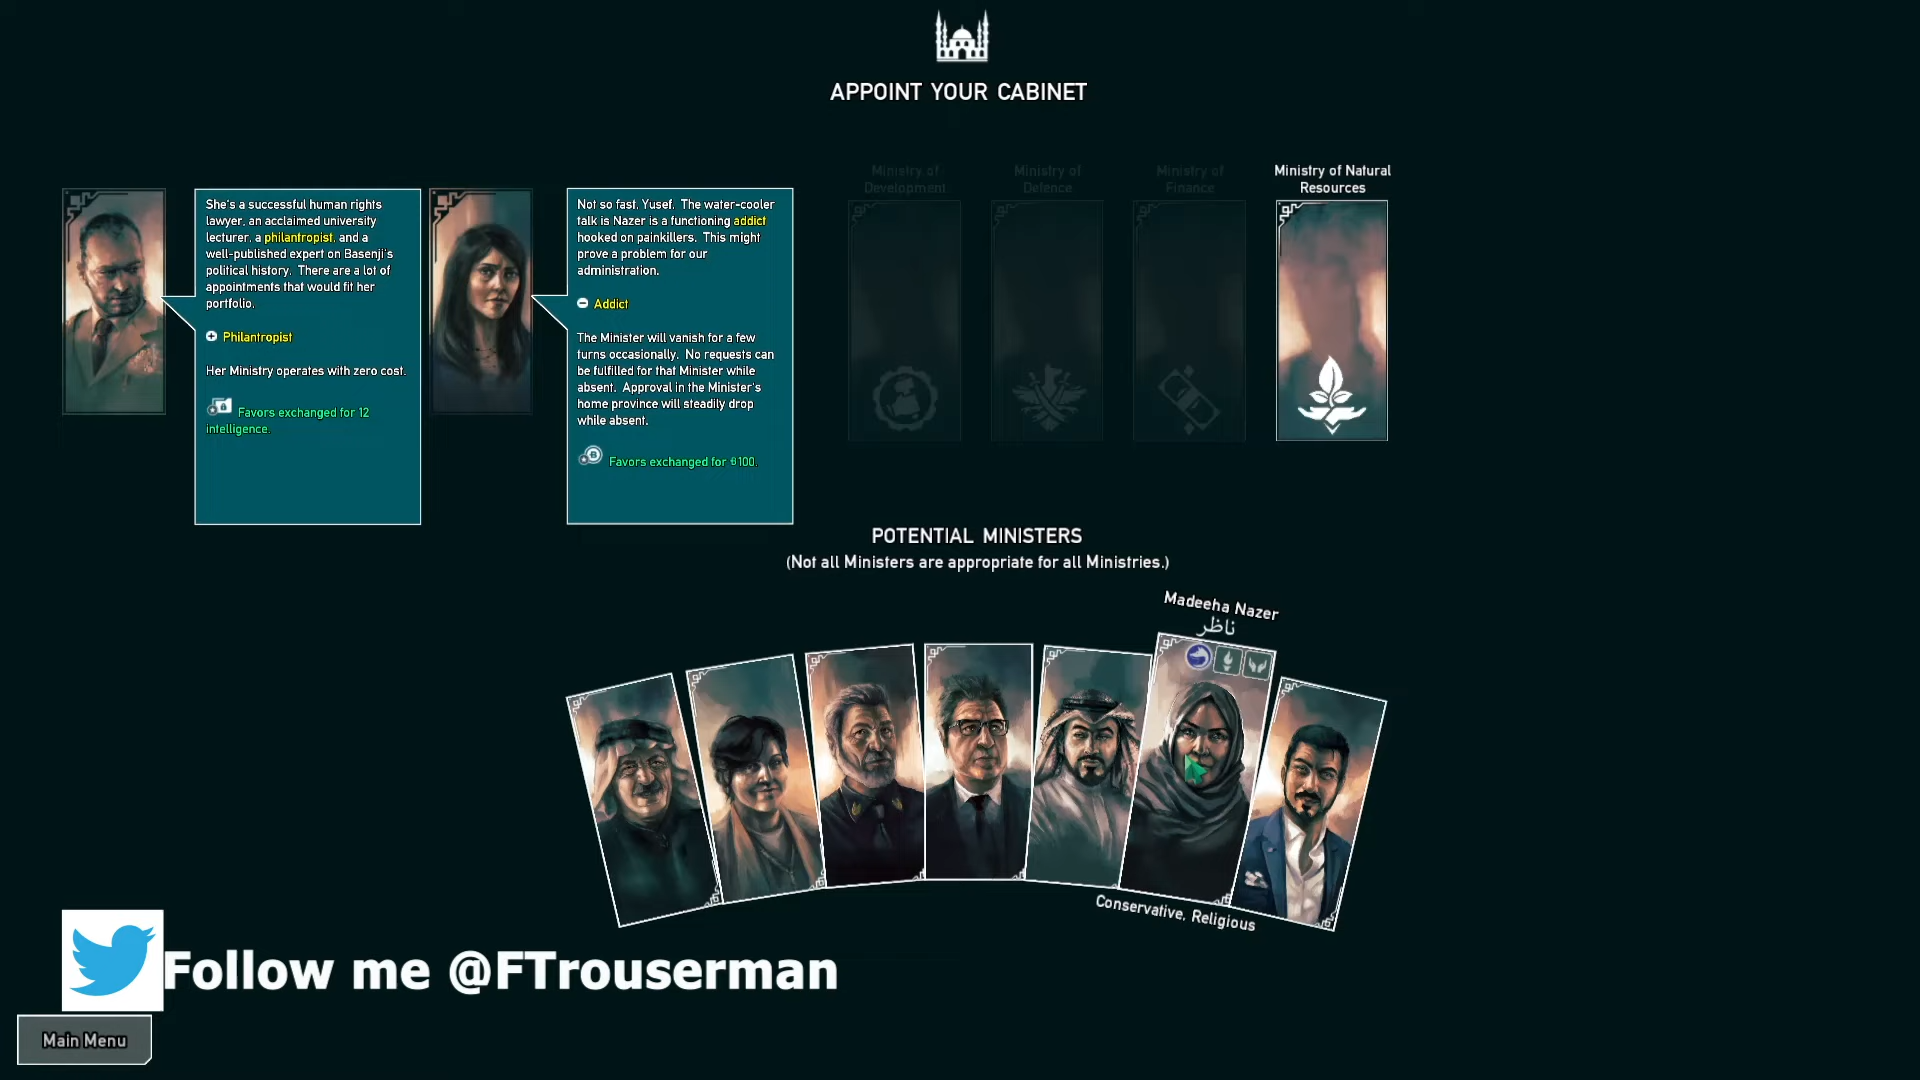 APPOINT YOUR CABINET
She's a successful human rights
lawyer, an acclaimed university
lecturer, a philantropist, and a
well-published expert on Basenji's
political history. There are a lot of
appointments that would fit her
portfolio.
Philantropist
Her Ministry operates with zero cost.
Favors exchanged for 12
intelligence.
Not so fast, Yusef. The water-cooler
talk is Nazer is a functioning addict
hooked on painkillers. This might
prove a problem for our
administration.
Addict
The Minister will vanish for a few
turns occasionally. No requests can
be fulfilled for that Minister while
absent. Approval in the Minister's
home province will steadily drop
while absent.
Favors exchanged for ฿100.
Ministry of
Development
Ministry of
Defence
Ministry of
Finance
Ministry of Natural
Resources
POTENTIAL MINISTERS
(Not all Ministers are appropriate for all Ministries.)
Madeeha Nazer
ناظر
Conservative, Religious
Follow me @FTrouserman
Main Menu